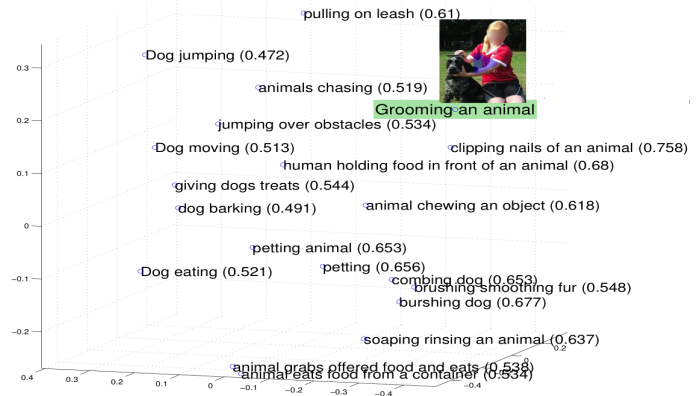 pulling on leash (0.61)
Dog jumping (0.472)
animals chasing (0.519)
Grooming an animal
jumping over obstacles (0.534)
Dog moving (0.513)
clipping nails of an animal (0.758)
human holding food in front of an animal (0.68)
giving dogs treats (0.544)
dog barking (0.491)
animal chewing an object (0.618)
petting animal (0.653)
petting (0.656)
Dog eating (0.521)
combing dog (0.653)
brushing smoothing fur (0.548)
burshing dog (0.677)
soaping rinsing an animal (0.637)
animal grabs offered food and eats (0.538)
animal eats food from a container (0.534)
0.3
0.2
0.1
0
−0.1
−0.2
0.4 0.3 0.2 0.1 0 −0.1 −0.2 −0.3 −0.4
−0.4
0
0.2